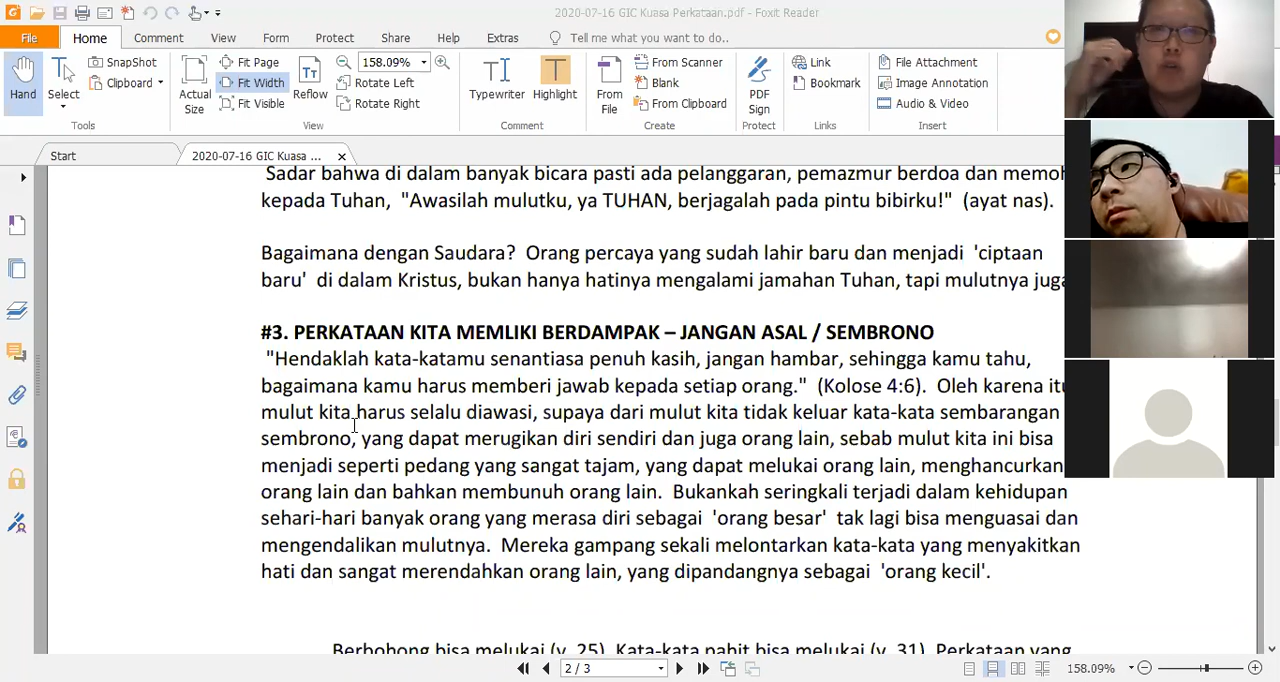 2020-07-16 GIC Kuasa Perkataan.pdf - Foxit Reader
File Home Comment View Form Protect Share Help Extras Tell me what you want to do..
Hand
Select
SnapShot
Clipboard
Tools
Actual Size
Fit Page
Fit Width
Fit Visible
Reflow
158.09%
Rotate Left
Rotate Right
View
Typewriter
Highlight
Comment
From File
From Scanner
Blank
From Clipboard
Create
PDF Sign
Protect
Link
Bookmark
Links
File Attachment
Image Annotation
Audio & Video
Insert
Start
2020-07-16 GIC Kuasa ...
Sadar bahwa di dalam banyak bicara pasti ada pelanggaran, pemazmur berdoa dan
kepada Tuhan, "Awasilah mulutku, ya TUHAN, berjagalah pada pintu bibirku!" (ayat nas).
Bagaimana dengan Saudara? Orang percaya yang sudah lahir baru dan menjadi 'ciptaan
baru' di dalam Kristus, bukan hanya hatinya mengalami jamahan Tuhan, tapi mulutnya juga
#3. PERKATAAN KITA MEMLIKI BERDAMPAK – JANGAN ASAL / SEMBRONO
"Hendaklah kata-katamu senantiasa penuh kasih, jangan hambar, sehingga kamu tahu,
bagaimana kamu harus memberi jawab kepada setiap orang." (Kolose 4:6). Oleh karena itu
mulut kita harus selalu diawasi, supaya dari mulut kita tidak keluar kata-kata sembarangan
sembrono, yang dapat merugikan diri sendiri dan juga orang lain, sebab mulut kita ini bisa
menjadi seperti pedang yang sangat tajam, yang dapat melukai orang lain, menghancurkan
orang lain dan bahkan membunuh orang lain. Bukankah seringkali terjadi dalam kehidupan
sehari-hari banyak orang yang merasa diri sebagai 'orang besar' tak lagi bisa menguasai dan
mengendalikan mulutnya. Mereka gampang sekali melontarkan kata-kata yang menyakitkan
hati dan sangat merendahkan orang lain, yang dipandangnya sebagai 'orang kecil'.
Berbohong bisa melukai (v. 25). Kata-kata pahit bisa melukai (v. 31). Perkataan yang
2 / 3
158.09%